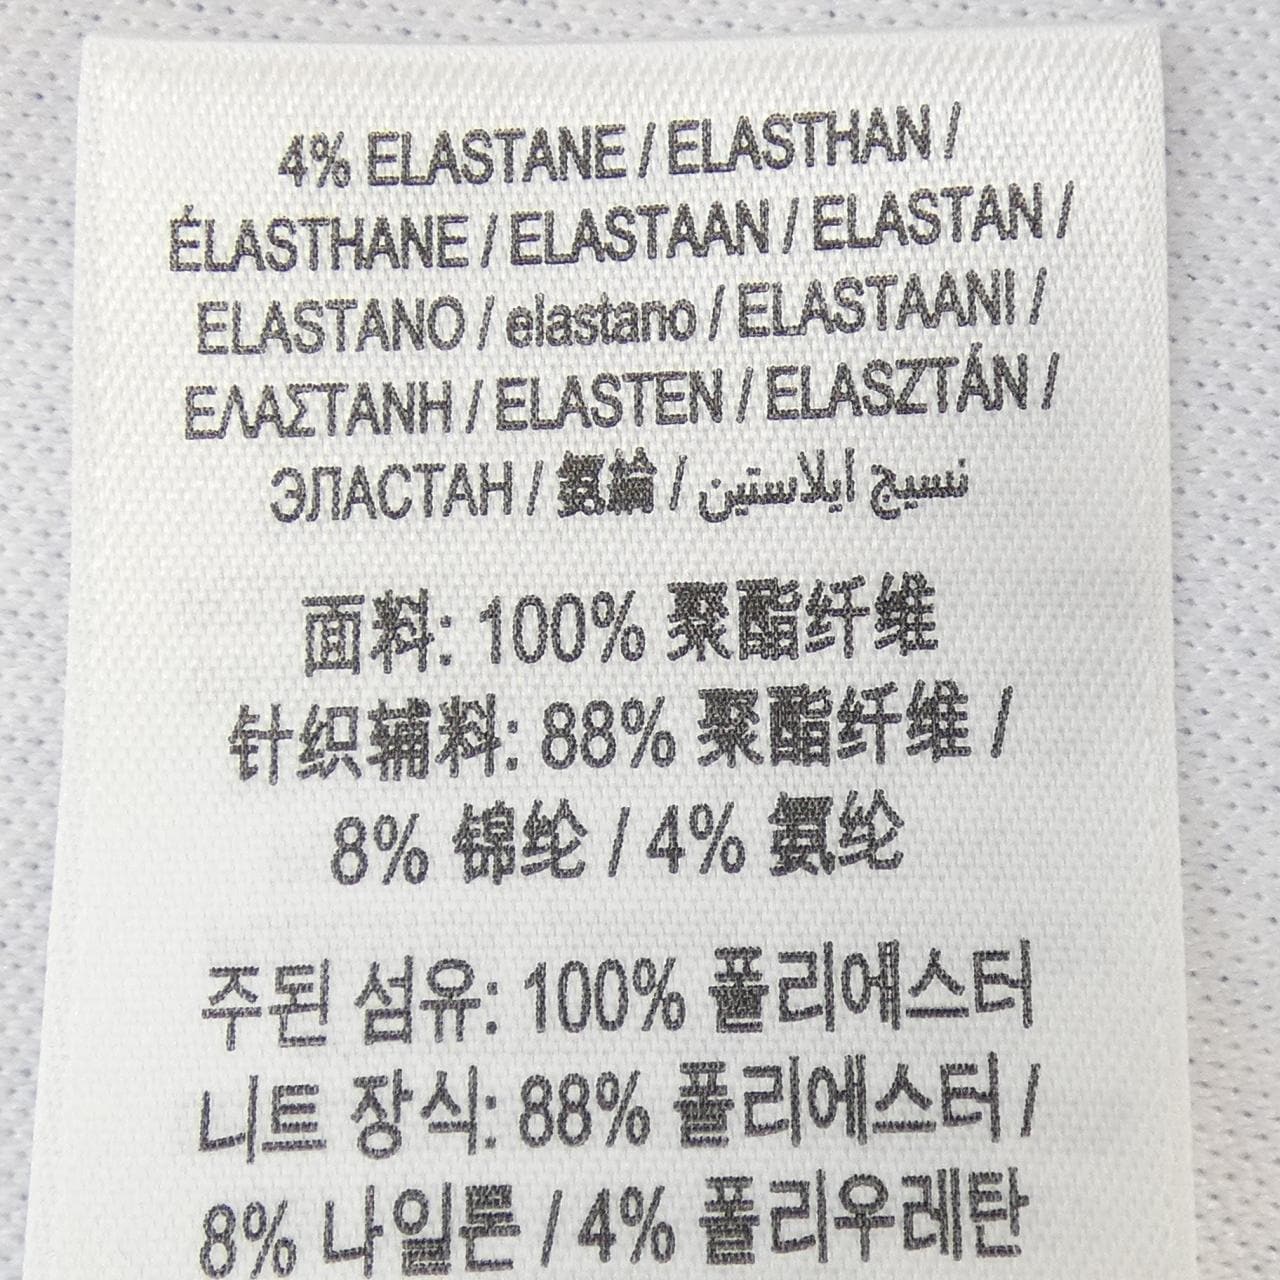 4% ELASTANE / ELASTHAN /
ÉLASTHANE / ELASTAAN / ELASTAN /
ELASTANO / elastano / ELASTAANI /
ΕΛΑΣΤΑΝΗ / ELASTEN / ELASZTÁN /
ЭЛАСТАН / 氨綸 / نسيج ايلاستين
面料: 100% 聚酯纤维
针织辅料: 88% 聚酯纤维 /
8% 锦纶 / 4% 氨纶
주된 섬유: 100% 폴리에스터
니트 장식: 88% 폴리에스터 /
8% 나일론 / 4% 폴리우레탄